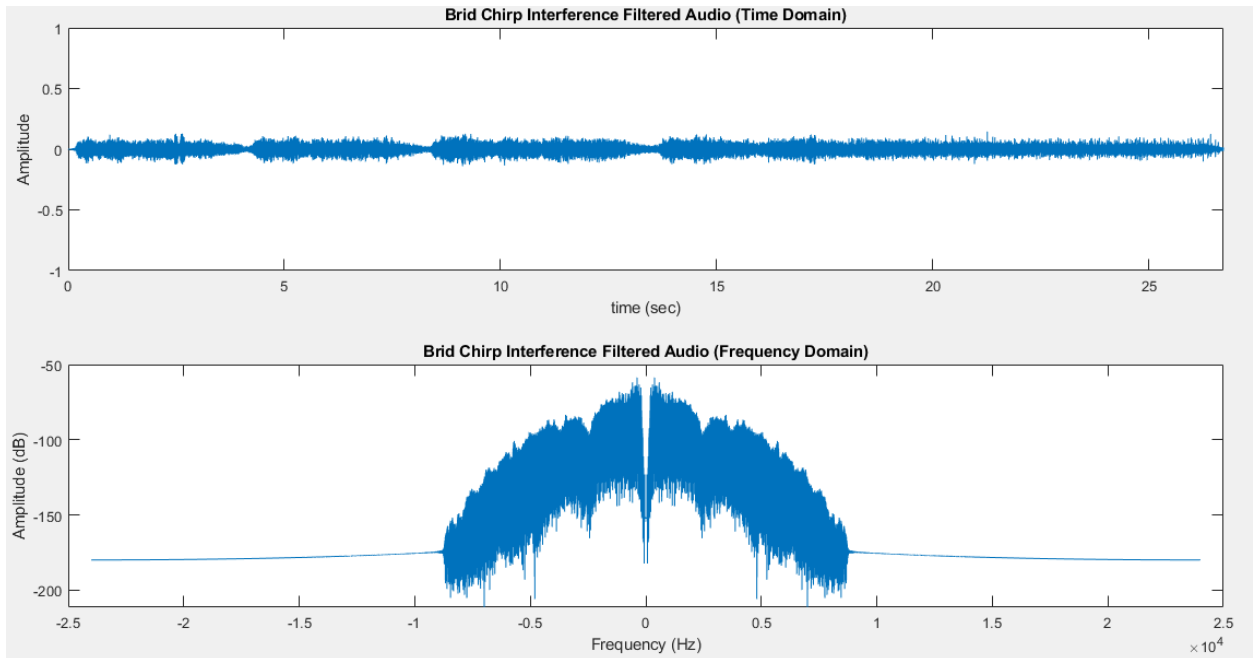 Brid Chirp Interference Filtered Audio (Time Domain)
1
0.5
0
-0.5
-1
Amplitude
0 5 10 15 20 25
time (sec)
Brid Chirp Interference Filtered Audio (Frequency Domain)
-50
-100
-150
-200
Amplitude (dB)
-2.5 -2 -1.5 -1 -0.5 0 0.5 1 1.5 2 2.5
Frequency (Hz)
× 10^4